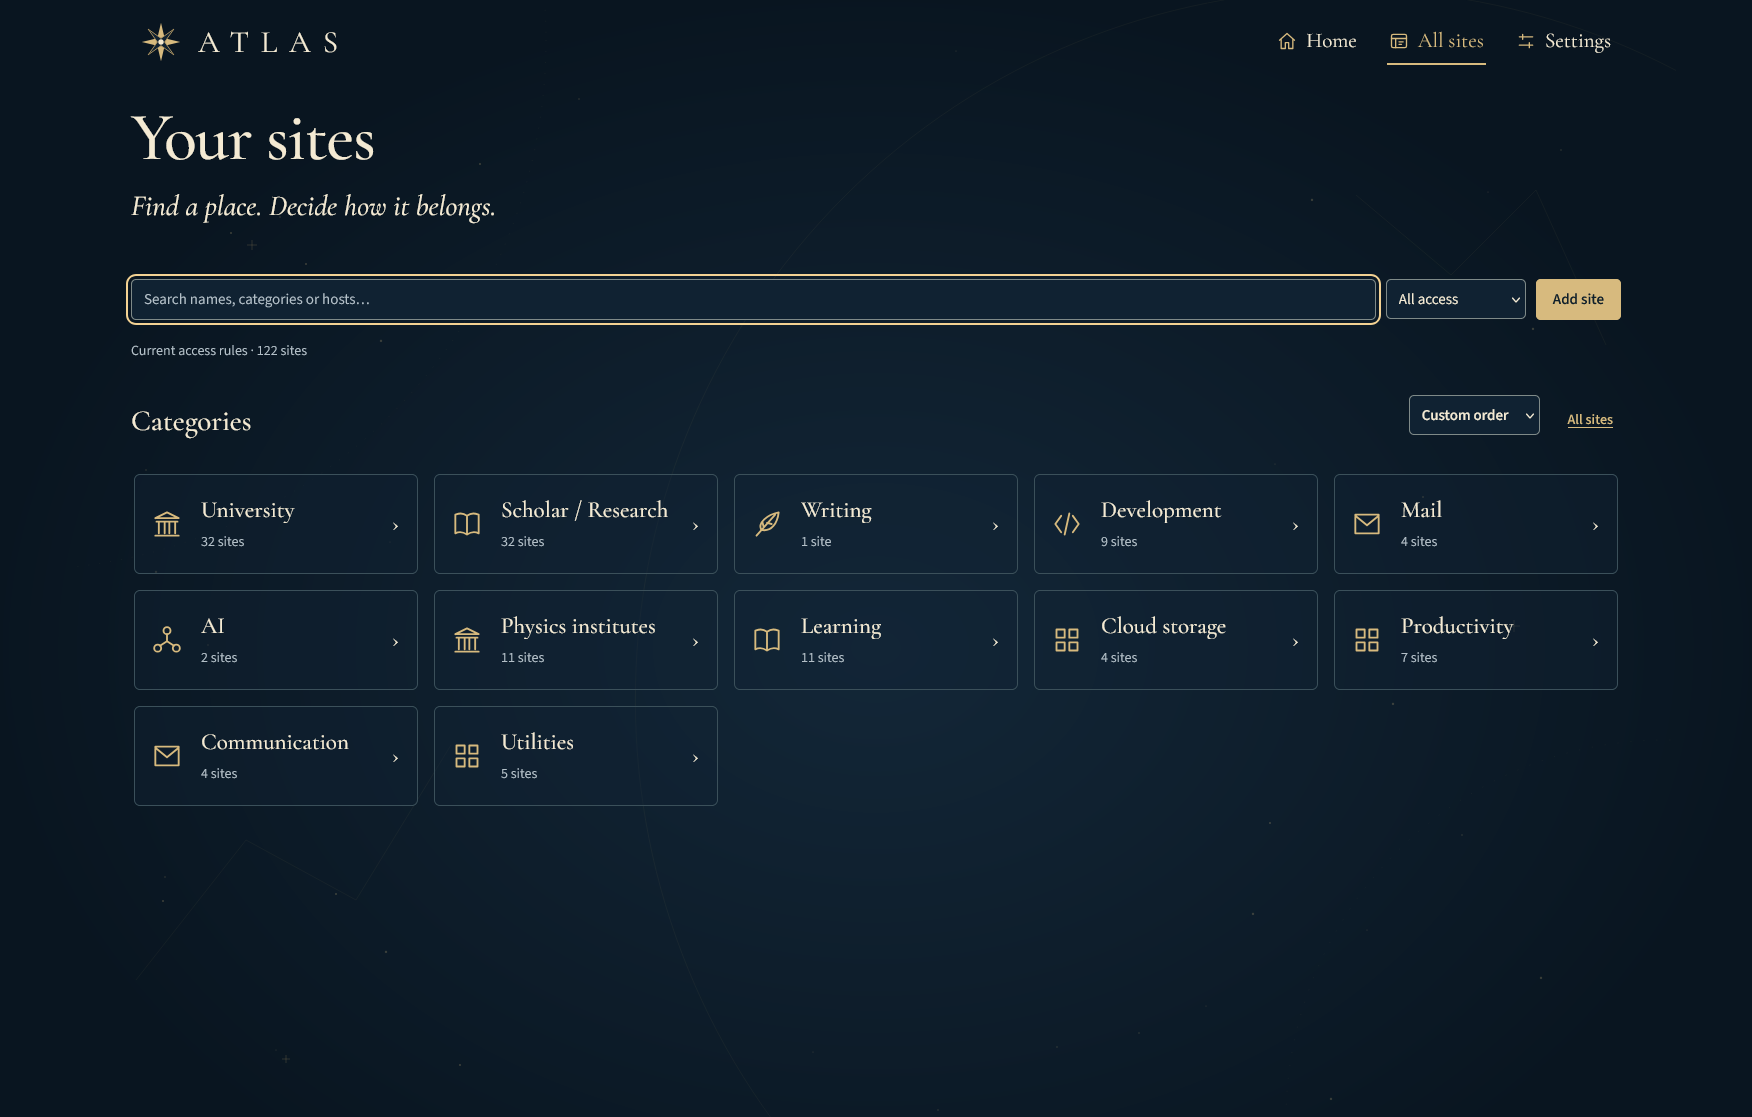 ATLAS
Home
All sites
Settings
Your sites
Find a place. Decide how it belongs.
Search names, categories or hosts…
All access
Add site
Current access rules · 122 sites
Categories
Custom order
All sites
University
32 sites
Scholar / Research
32 sites
Writing
1 site
Development
9 sites
Mail
4 sites
AI
2 sites
Physics institutes
11 sites
Learning
11 sites
Cloud storage
4 sites
Productivity
7 sites
Communication
4 sites
Utilities
5 sites